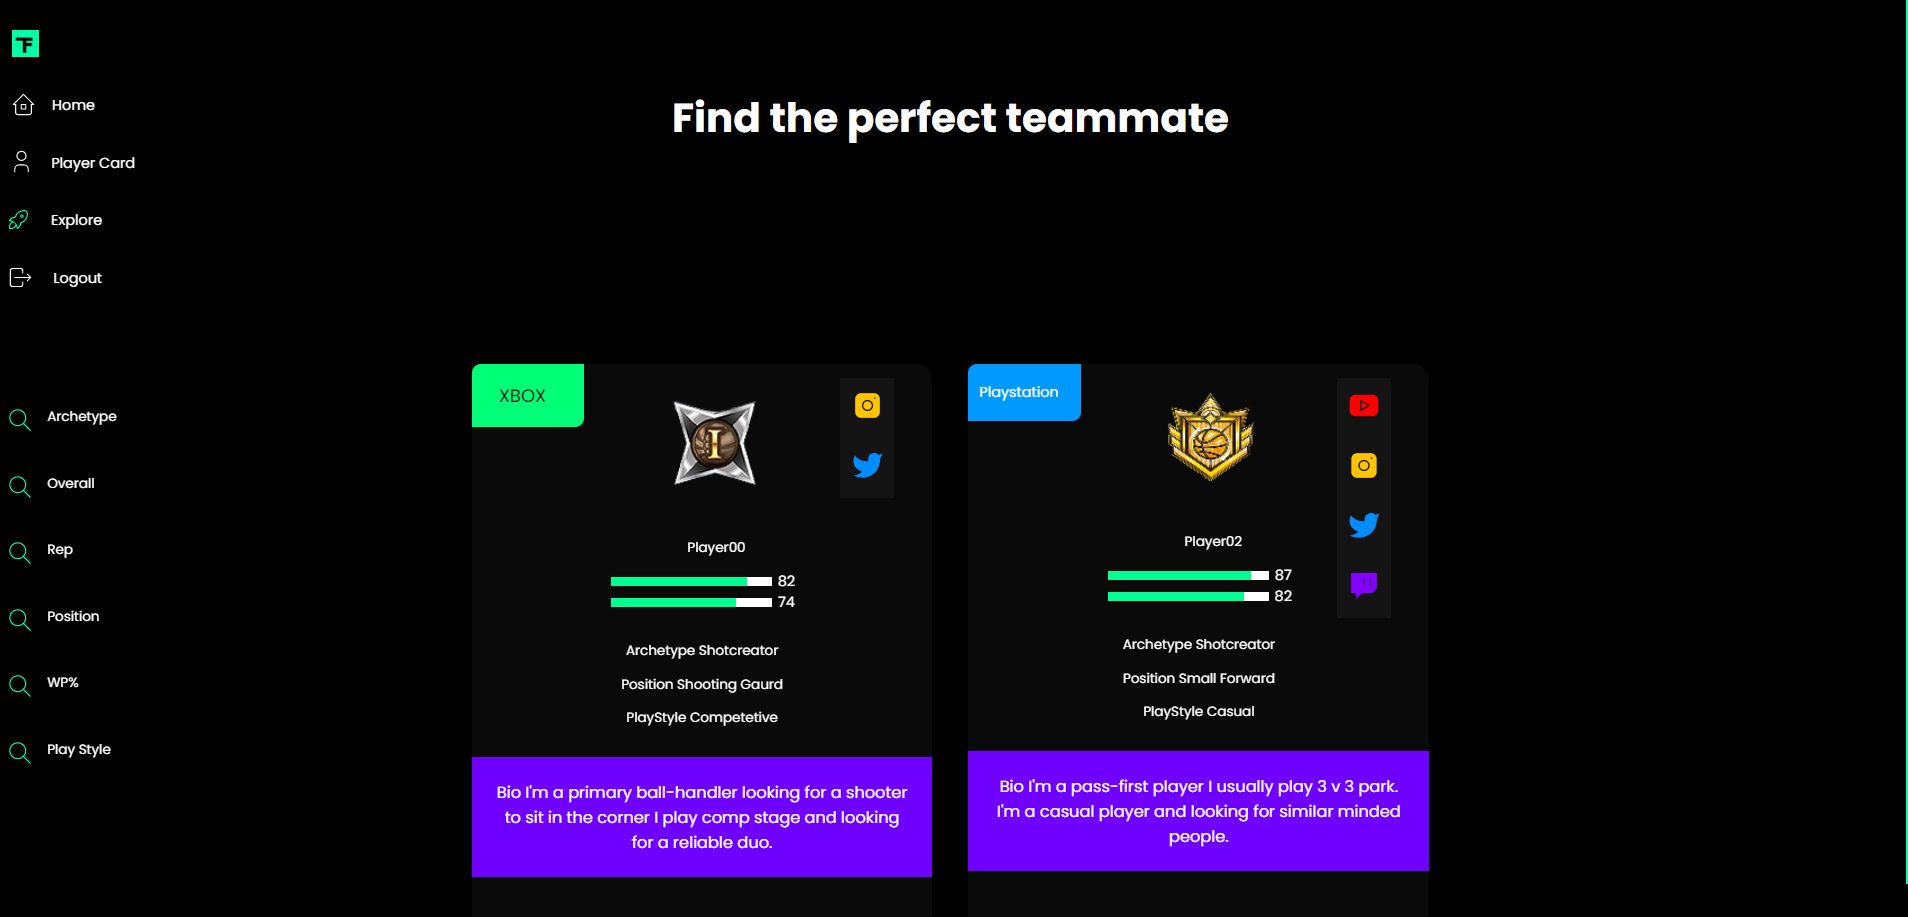 TF
Home
Player Card
Explore
Logout
Archetype
Overall
Rep
Position
WP%
Play Style
Find the perfect teammate
XBOX
I
Player00
82
74
Archetype Shotcreator
Position Shooting Gaurd
PlayStyle Competetive
Bio I'm a primary ball-handler looking for a shooter
to sit in the corner I play comp stage and looking
for a reliable duo.
Playstation
Player02
87
82
Archetype Shotcreator
Position Small Forward
PlayStyle Casual
Bio I'm a pass-first player I usually play 3 v 3 park.
I'm a casual player and looking for similar minded
people.